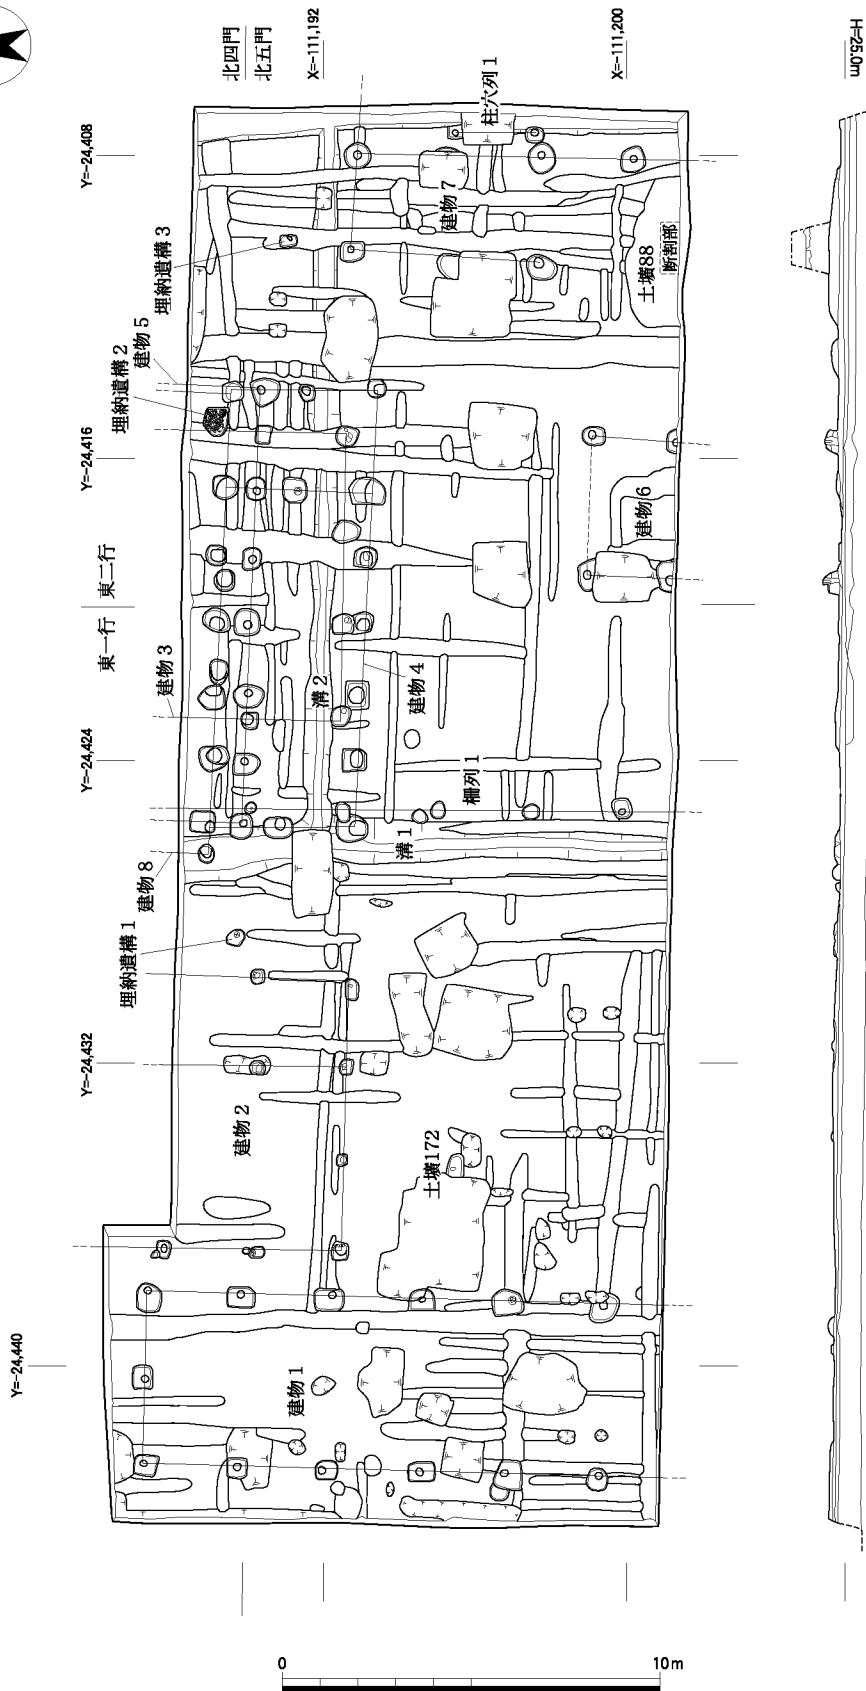 北四門
北五門
X=-111,192
X=-111,200
H=25.0m
Y=-24,408
Y=-24,416
Y=-24,424
Y=-24,432
Y=-24,440
東二行
東一行
柱穴列1
建物7
埋納遺構3
土壙88
断割部
建物5
埋納遺構2
建物6
建物3
溝2
建物4
柵列1
溝1
建物8
埋納遺構1
建物2
土壙172
建物1
0
10m